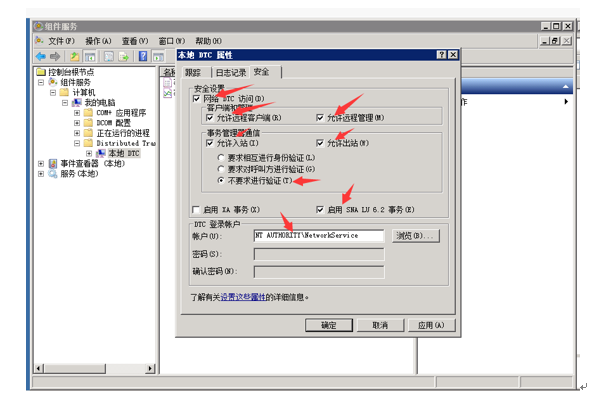 组件服务
文件(F) 操作(A) 查看(V) 窗口(W) 帮助(H)
控制台根节点
组件服务
计算机
我的电脑
COM+ 应用程序
DCOM 配置
正在运行的进程
Distributed Tra
本地 DTC
事件查看器 (本地)
服务(本地)
本地 DTC 属性
跟踪 日志记录 安全
安全设置
网络 DTC 访问(D)
客户端和管理
允许远程客户端(R) 允许远程管理(M)
事务管理器通信
允许入站(I) 允许出站(N)
要求相互进行身份验证(L)
要求对呼叫方进行验证(G)
不要求进行验证(T)
启用 XA 事务(X) 启用 SNA LU 6.2 事务(E)
DTC 登录帐户
帐户(U): NT AUTHORITY\NetworkService 浏览(B)...
密码(S):
确认密码(W):
了解有关设置这些属性的详细信息。
确定 取消 应用(A)